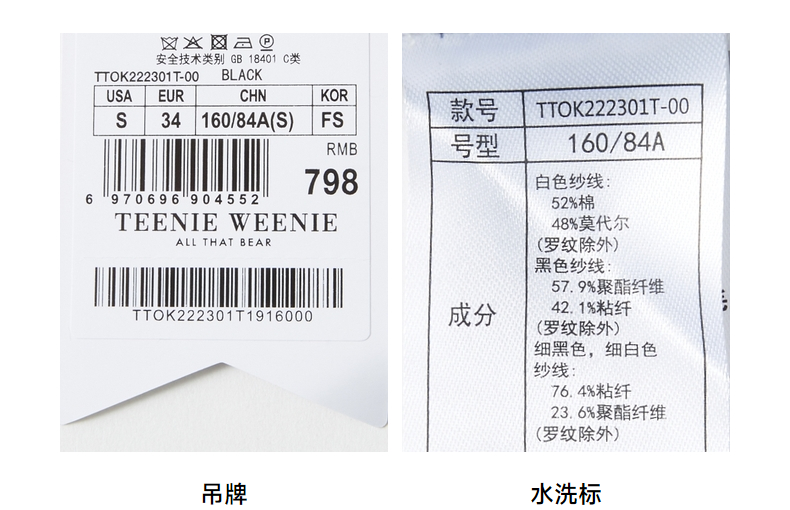 安全技术类别 GB 18401 C类
TTOK222301T-00 BLACK
USA EUR CHN KOR
S 34 160/84A(S) FS
RMB
798
6 970696 904552
TEENIE WEENIE
ALL THAT BEAR
TTOK222301T1916000
款号 TTOK222301T-00
号型 160/84A
成分
白色纱线:
52%棉
48%莫代尔
(罗纹除外)
黑色纱线:
57.9%聚酯纤维
42.1%粘纤
(罗纹除外)
细黑色，细白色
纱线:
76.4%粘纤
23.6%聚酯纤维
(罗纹除外)
吊牌
水洗标